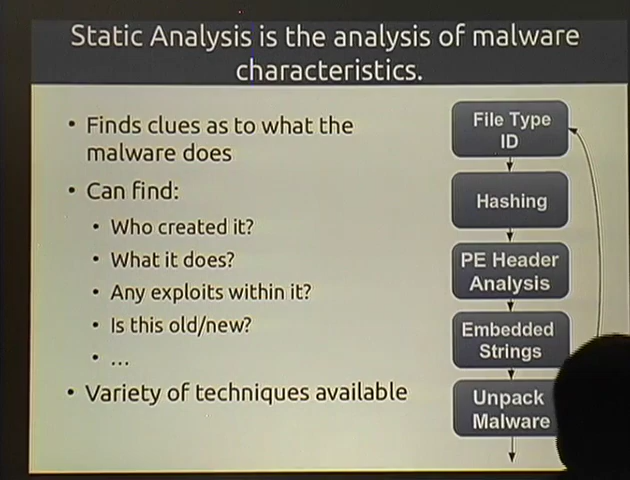 Static Analysis is the analysis of malware
characteristics.
• Finds clues as to what the
malware does
• Can find:
• Who created it?
• What it does?
• Any exploits within it?
• Is this old/new?
• ...
• Variety of techniques available
File Type
ID
Hashing
PE Header
Analysis
Embedded
Strings
Unpack
Malware